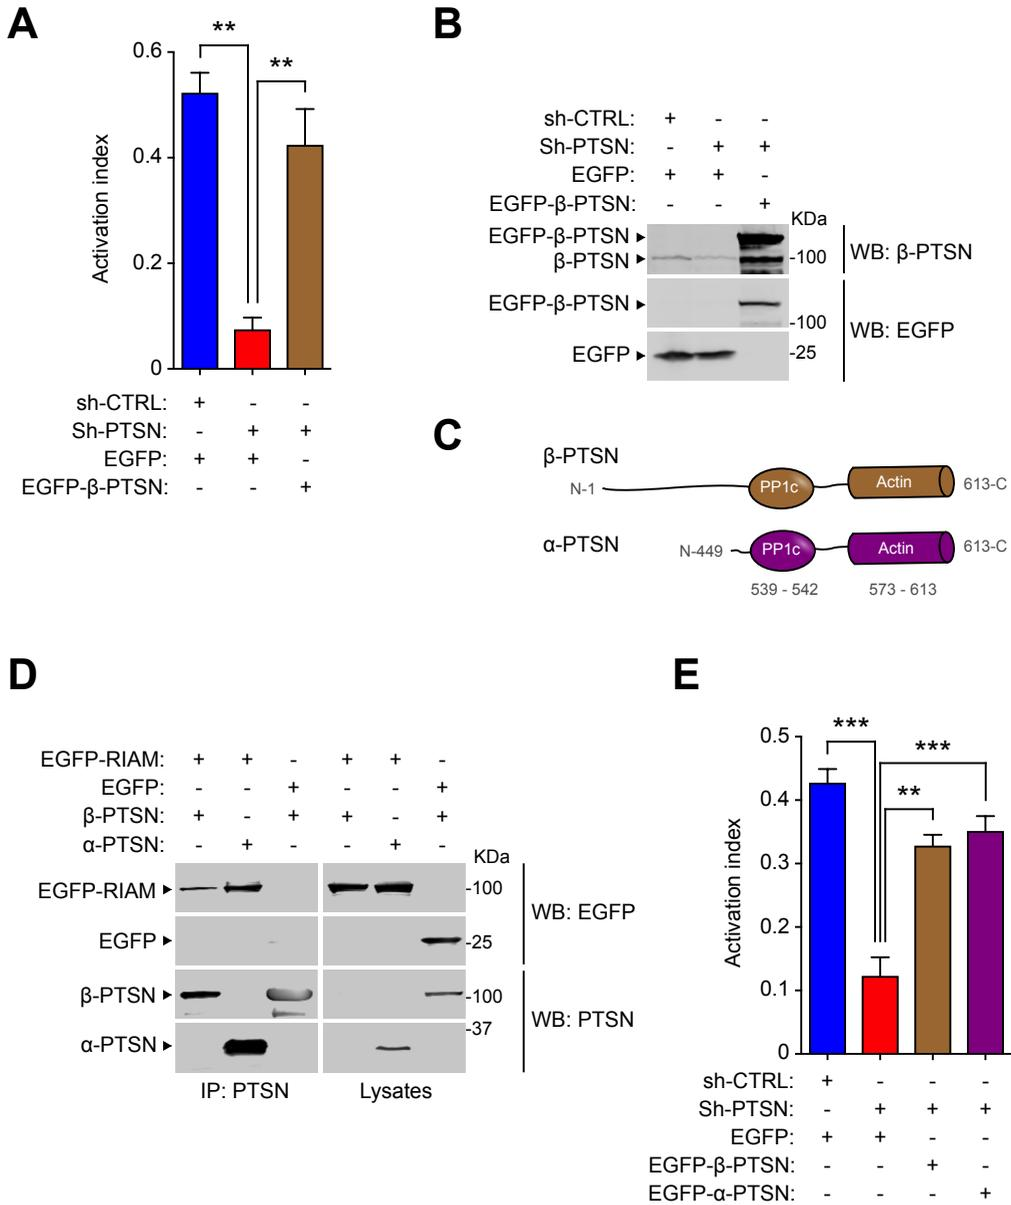 A
**
**
0.6
0.4
0.2
0
Activation index
sh-CTRL: + - -
Sh-PTSN: - + +
EGFP: + + -
EGFP-β-PTSN: - - +
B
sh-CTRL: + - -
Sh-PTSN: - + +
EGFP: + + -
EGFP-β-PTSN: - - +
KDa
EGFP-β-PTSN
β-PTSN -100
WB: β-PTSN
EGFP-β-PTSN
-100
EGFP -25
WB: EGFP
C
β-PTSN
N-1 PP1c Actin 613-C
α-PTSN
N-449 PP1c Actin 613-C
539 - 542 573 - 613
D
EGFP-RIAM: + + - + + -
EGFP: - - + - - +
β-PTSN: + - + + - +
α-PTSN: - + - - + -
KDa
EGFP-RIAM -100
EGFP -25
WB: EGFP
β-PTSN -100
-37
α-PTSN
WB: PTSN
IP: PTSN Lysates
E
***
***
**
0.5
0.4
0.3
0.2
0.1
0
Activation index
sh-CTRL: + - - -
Sh-PTSN: - + + +
EGFP: + + - -
EGFP-β-PTSN: - - + -
EGFP-α-PTSN: - - - +